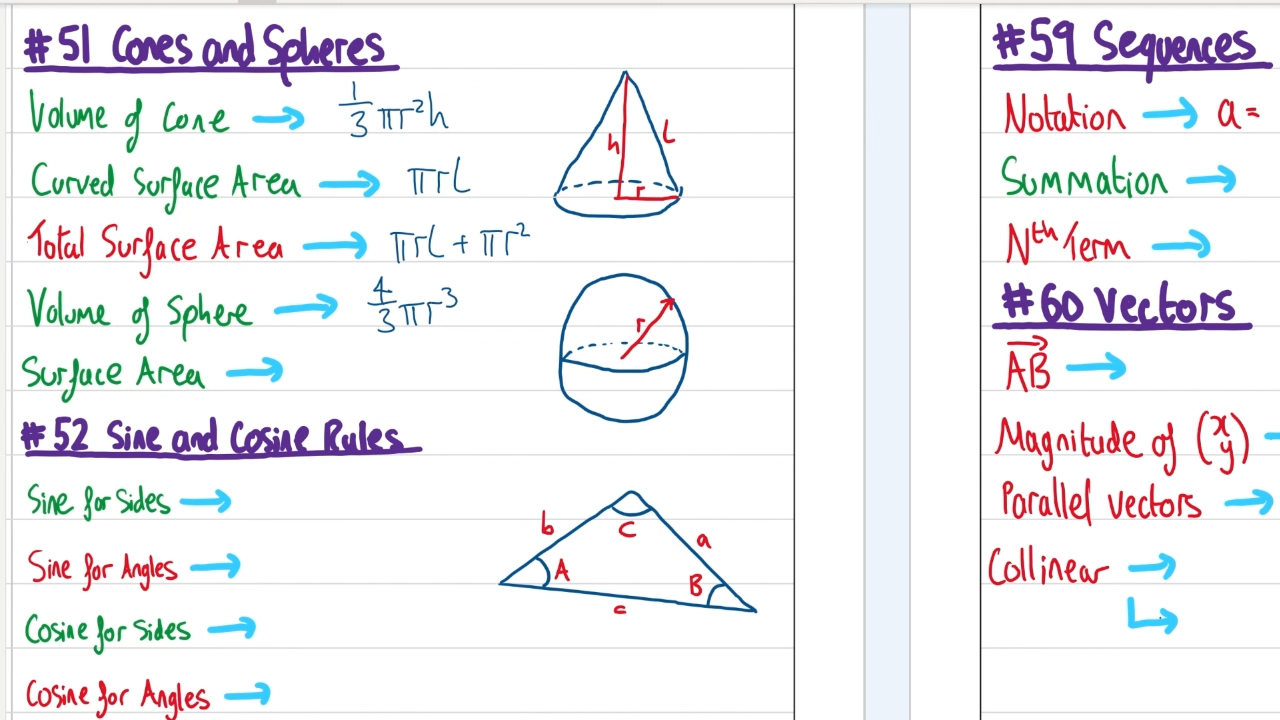 #51 Cones and Spheres
Volume of Cone → 1/3 πr²h
Curved Surface Area → πrl
Total Surface Area → πrl + πr²
Volume of Sphere → 4/3 πr³
Surface Area →
h
l
r
r
#52 Sine and Cosine Rules
Sine for Sides →
Sine for Angles →
Cosine for Sides →
Cosine for Angles →
b
C
a
A
B
c
#59 Sequences
Notation → a=
Summation →
Nth Term →
#60 Vectors
AB →
Magnitude of (x y)
Parallel vectors →
Collinear →